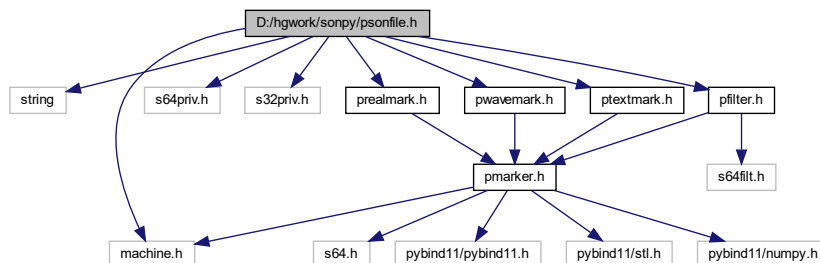 D:/hgwork/sonpy/psonfile.h
string
s64priv.h
s32priv.h
prealmark.h
pwavemark.h
ptextmark.h
pfilter.h
pmarker.h
s64filt.h
machine.h
s64.h
pybind11/pybind11.h
pybind11/stl.h
pybind11/numpy.h